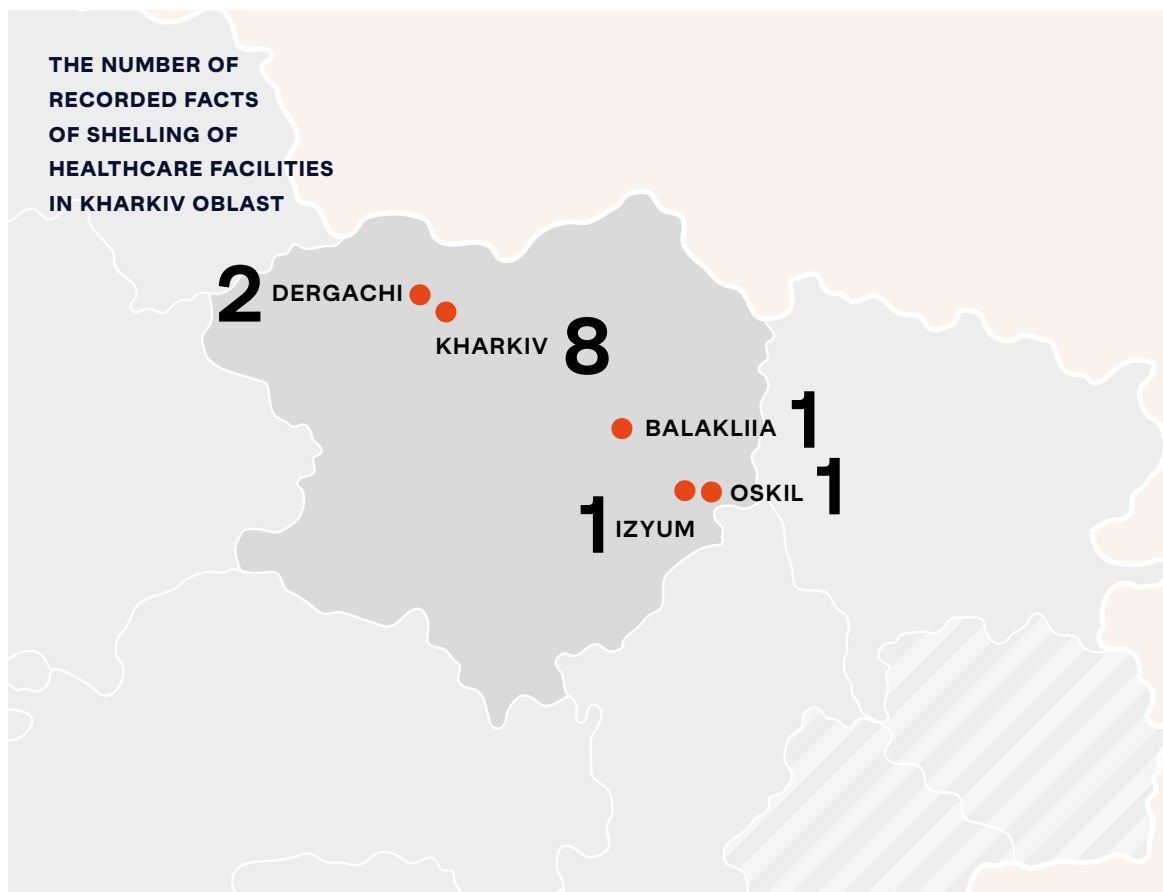 THE NUMBER OF
RECORDED FACTS
OF SHELLING OF
HEALTHCARE FACILITIES
IN KHARKIV OBLAST
2 DERGACHI
KHARKIV 8
BALAKLIIA 1
OSKIL 1
1 IZYUM